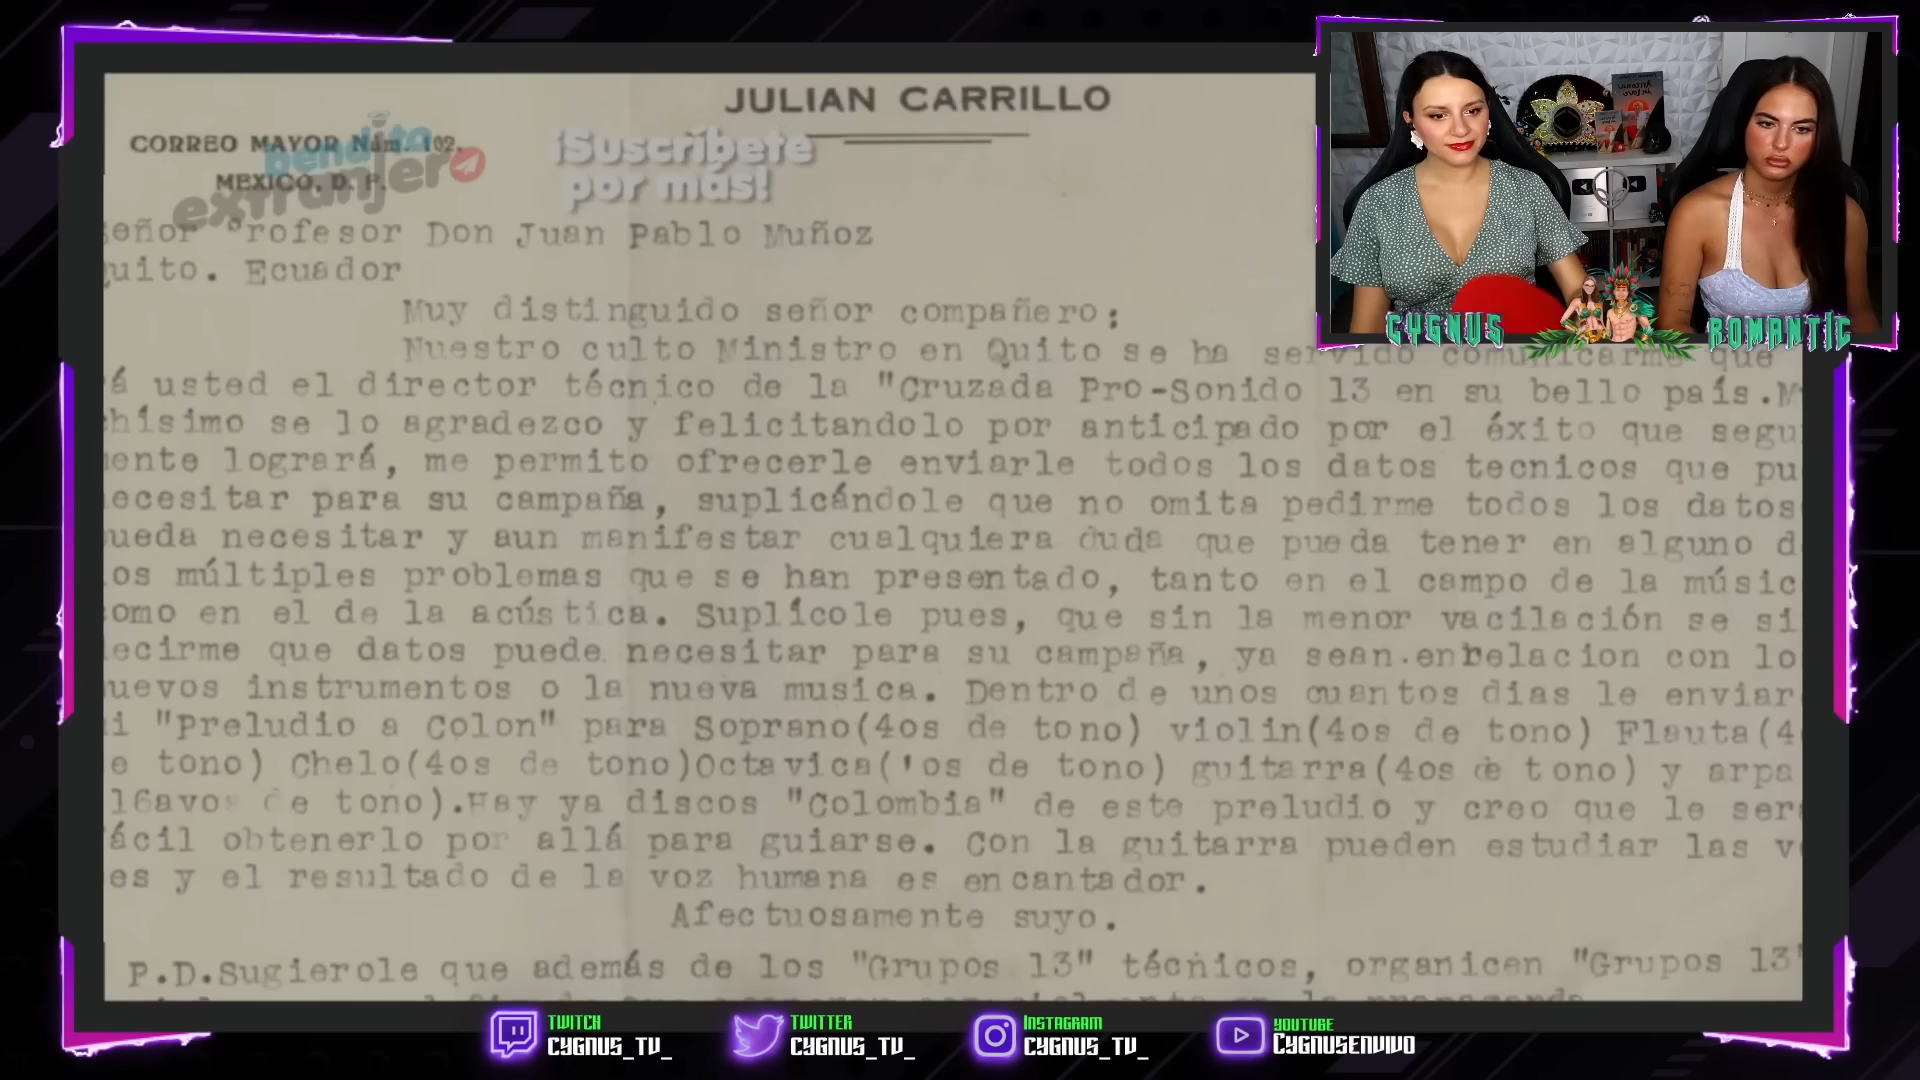 JULIAN CARRILLO
CORREO MAYOR Núm. 102.
MEXICO, D. F.
bendito extranjero
¡Suscríbete
por más!
eñor Profesor Don Juan Pablo Muñoz
uito. Ecuador
Muy distinguido señor compañero;
Nuestro culto Ministro en Quito se ha servido comunicarme que
á usted el director técnico de la "Cruzada Pro-Sonido 13 en su bello país.M
hísimo se lo agradezco y felicitandolo por anticipado por el éxito que segu
ente logrará, me permito ofrecerle enviarle todos los datos tecnicos que pu
ecesitar para su campaña, suplicándole que no omita pedirme todos los datos
ueda necesitar y aun manifestar cualquiera duda que pueda tener en alguno d
os múltiples problemas que se han presentado, tanto en el campo de la músic
omo en el de la acústica. Suplícole pues, que sin la menor vacilación se si
ecirme que datos puede necesitar para su campaña, ya sean.en relacion con lo
uevos instrumentos o la nueva musica. Dentro de unos cuantos dias le enviar
i "Preludio a Colon" para Soprano(4os de tono) violin(4os de tono) Flauta(4
e tono) Chelo(4os de tono)Octavica('os de tono) guitarra(4os de tono) y arpa
16avos de tono).Hay ya discos "Colombia" de este preludio y creo que le ser
ácil obtenerlo por allá para guiarse. Con la guitarra pueden estudiar las v
es y el resultado de la voz humana es encantador.
Afectuosamente suyo.
P.D.Sugierole que además de los "Grupos 13" técnicos, organicen "Grupos 13"
CYGNUS
ROMANTIC
TWITCH
CYGNUS_TV_
TWITTER
CYGNUS_TV_
INSTAGRAM
CYGNUS_TV_
YOUTUBE
CYGNUSENVIVO